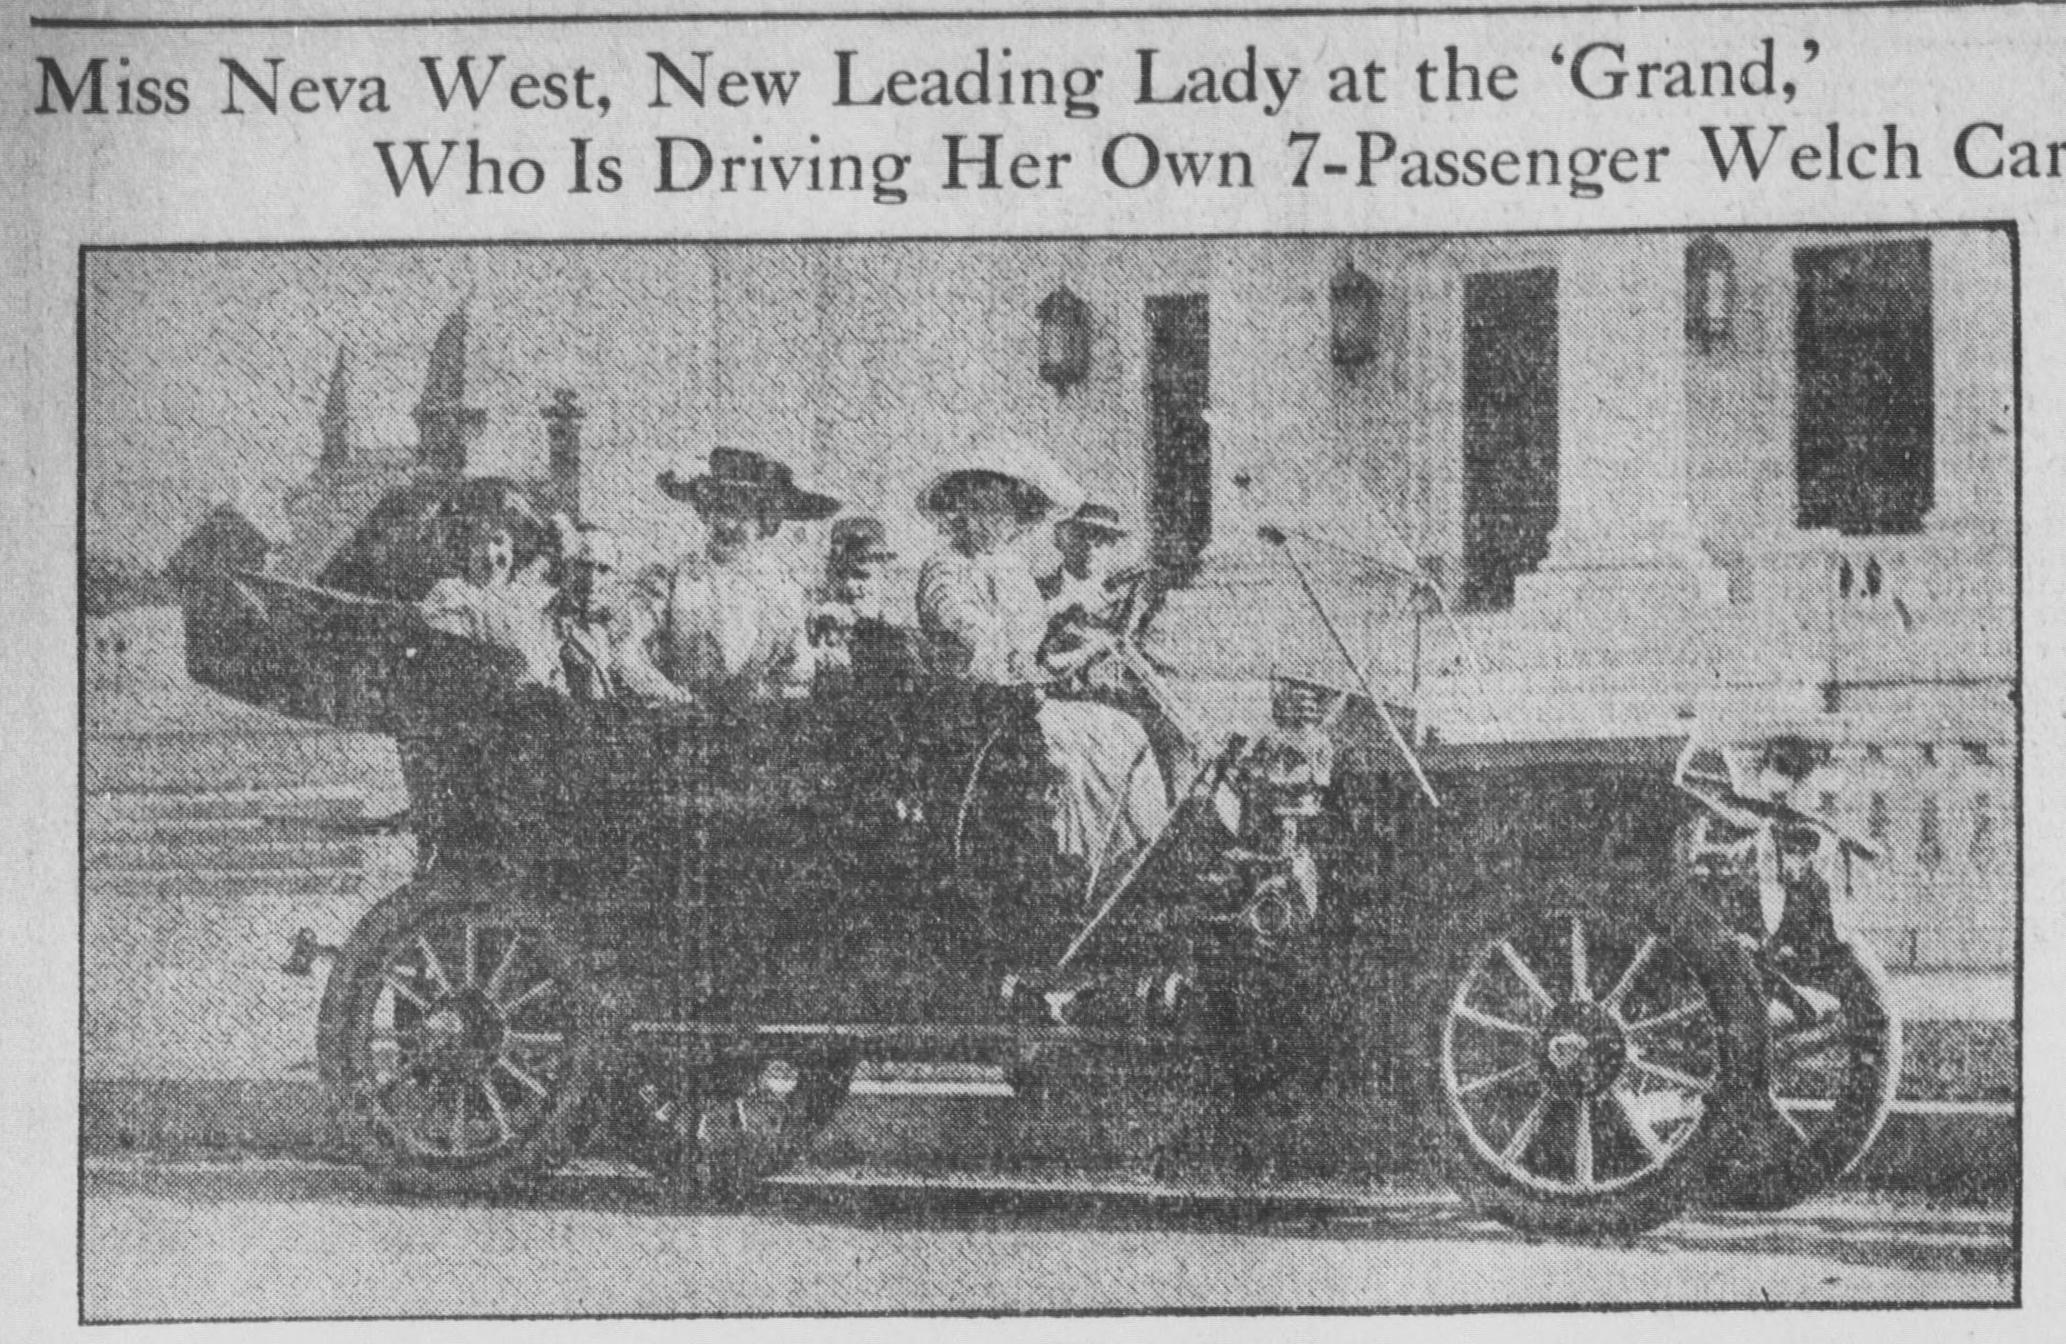 Miss Neva West, New Leading Lady at the ‘Grand,’
Who Is Driving Her Own 7-Passenger Welch Car